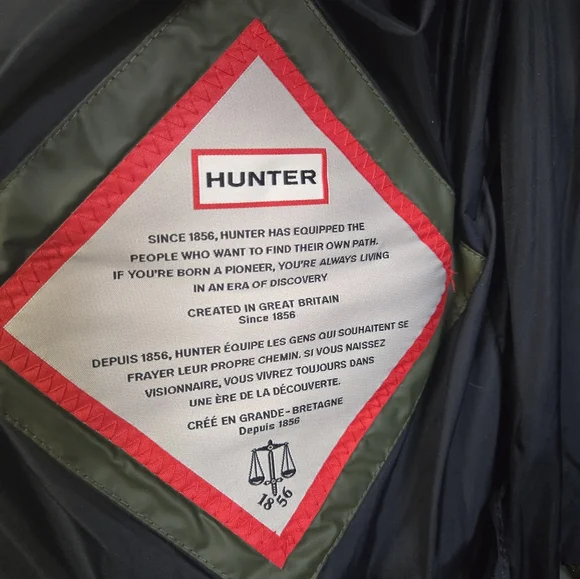 HUNTER
SINCE 1856, HUNTER HAS EQUIPPED THE
PEOPLE WHO WANT TO FIND THEIR OWN PATH.
IF YOU'RE BORN A PIONEER, YOU'RE ALWAYS LIVING
IN AN ERA OF DISCOVERY
CREATED IN GREAT BRITAIN
Since 1856
DEPUIS 1856, HUNTER ÉQUIPE LES GENS QUI SOUHAITENT SE
FRAYER LEUR PROPRE CHEMIN. SI VOUS NAISSEZ
VISIONNAIRE, VOUS VIVREZ TOUJOURS DANS
UNE ÈRE DE LA DÉCOUVERTE.
CRÉÉ EN GRANDE-BRETAGNE
Depuis 1856
1856